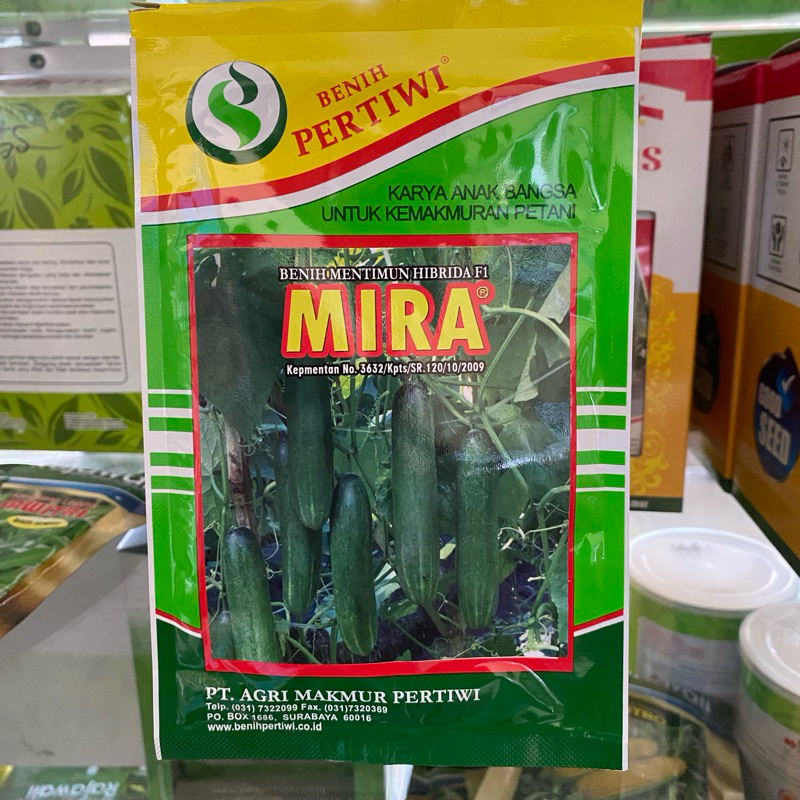 BENIH
PERTIWI®
KARYA ANAK BANGSA
UNTUK KEMAKMURAN PETANI
BENIH MENTIMUN HIBRIDA F1
MIRA®
Kepmentan No. 3632/Kpts/SR.120/10/2009
PT. AGRI MAKMUR PERTIWI
Telp. (031) 7322099 Fax. (031)7320369
PO. BOX 1686, SURABAYA 60016
www.benihpertiwi.co.id
GOOD
SEED
Rajawali